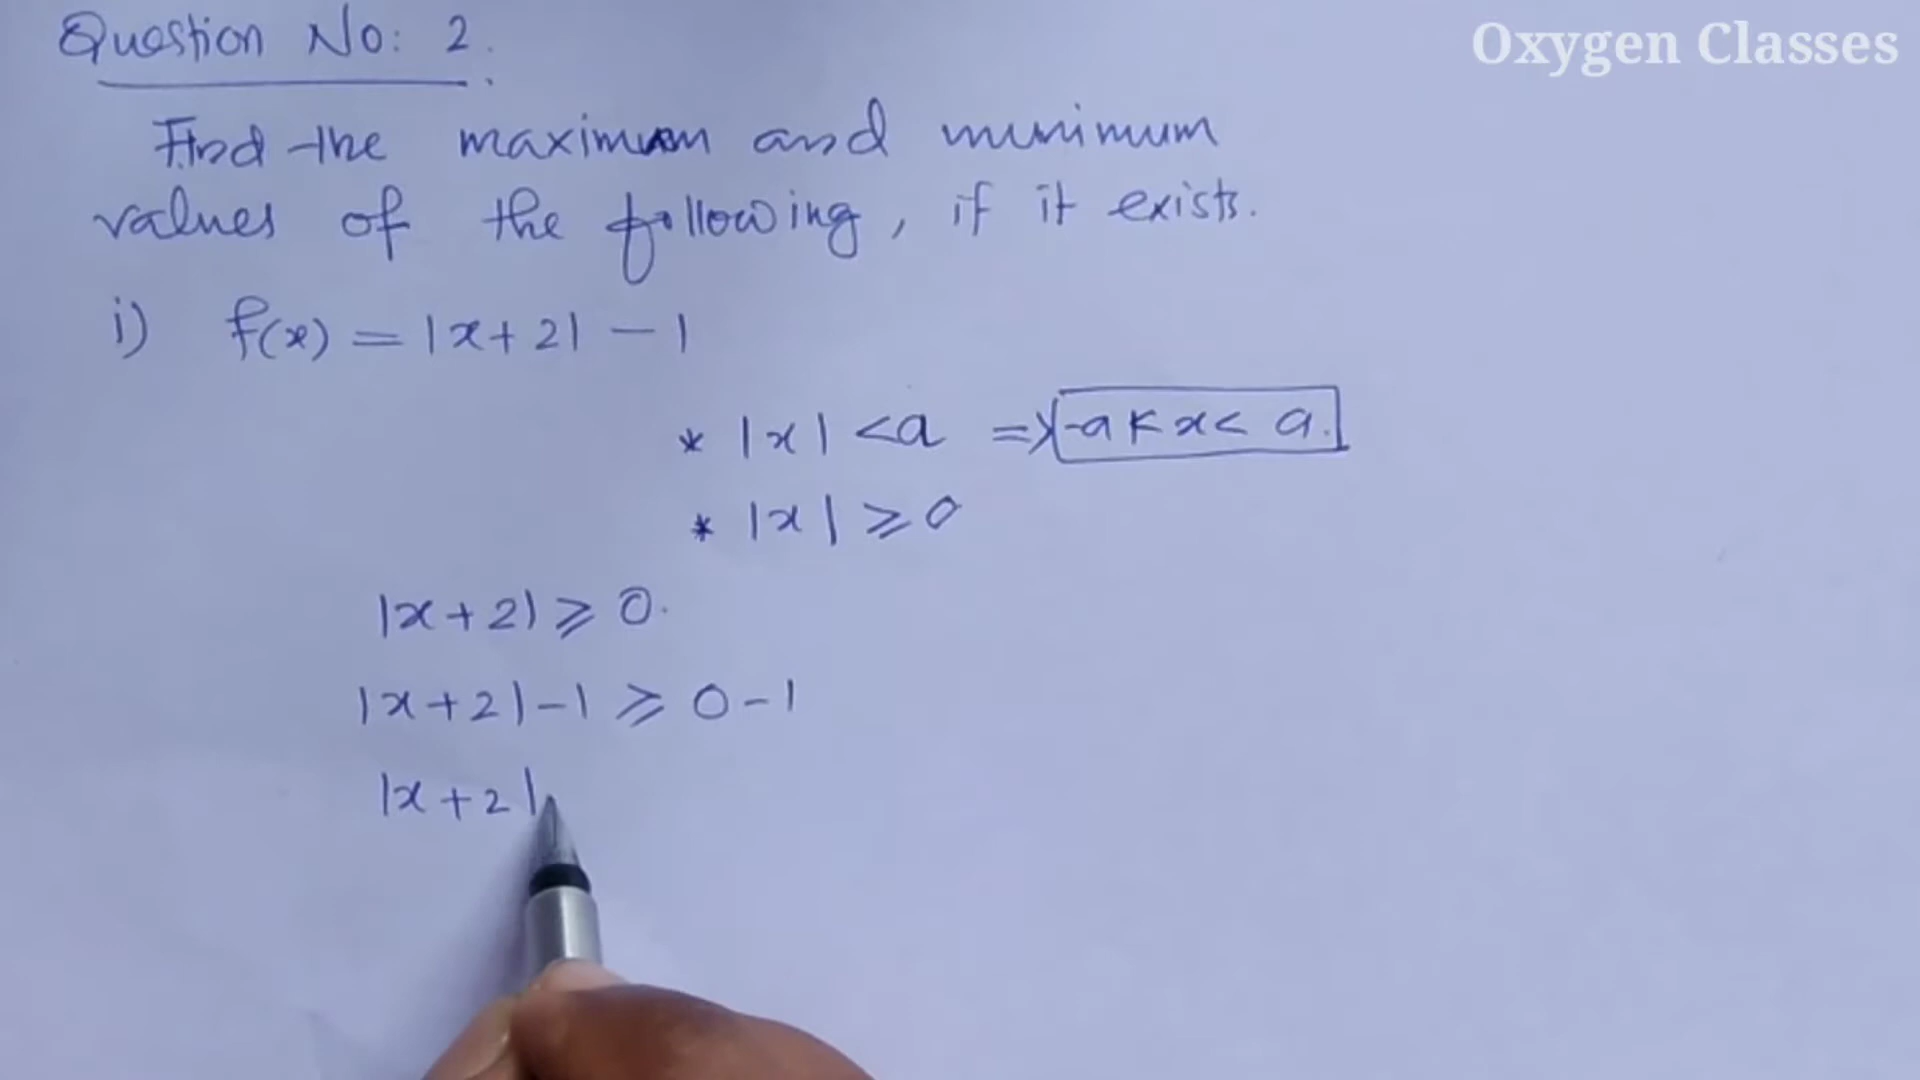 Question No: 2.
Oxygen Classes
Find the maximum and minimum
values of the following, if it exists.
i) f(x) = |x+2| - 1
* |x| < a => -a < x < a.
* |x| ≥ 0
|x+2| ≥ 0.
|x+2| - 1 ≥ 0 - 1
|x+2|